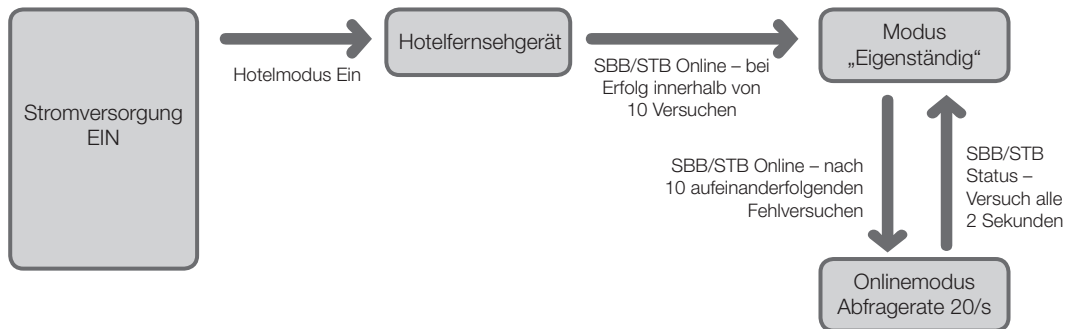 Stromversorgung
EIN
Hotelmodus Ein
Hotelfernsehgerät
SBB/STB Online – bei
Erfolg innerhalb von
10 Versuchen
Modus
„Eigenständig“
SBB/STB Online – nach
10 aufeinanderfolgenden
Fehlversuchen
SBB/STB
Status –
Versuch alle
2 Sekunden
Onlinemodus
Abfragerate 20/s